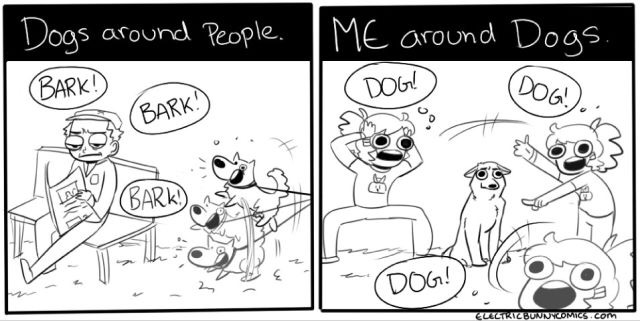 Dogs around People.
BARK!
BARK!
BARK!
ME around Dogs.
DOG!
DOG!
DOG!
ELECTRICBUNNYCOMICS.COM